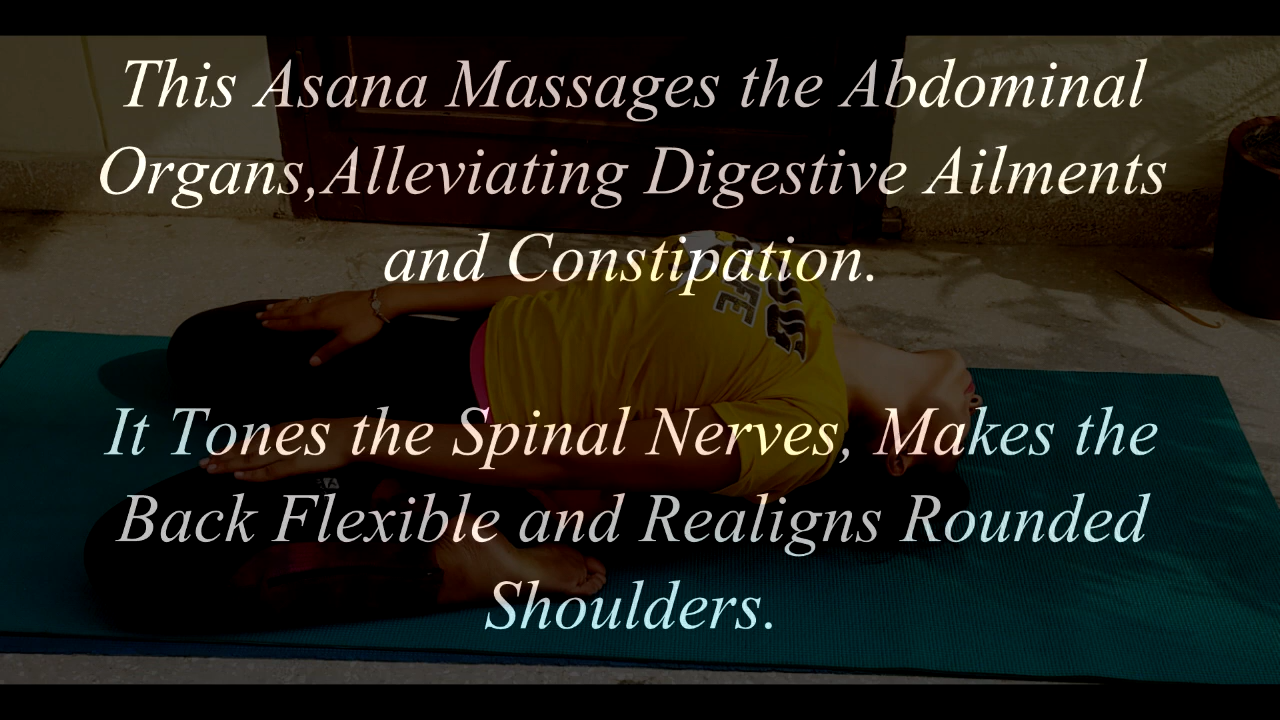 This Asana Massages the Abdominal
Organs,Alleviating Digestive Ailments
and Constipation.
It Tones the Spinal Nerves, Makes the
Back Flexible and Realigns Rounded
Shoulders.